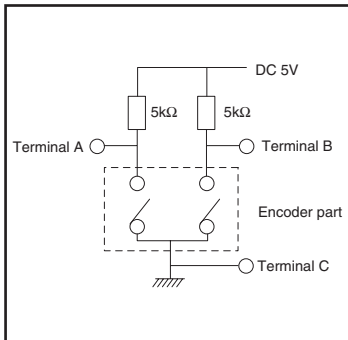 DC 5V
5kΩ 5kΩ
Terminal A Terminal B
Encoder part
Terminal C